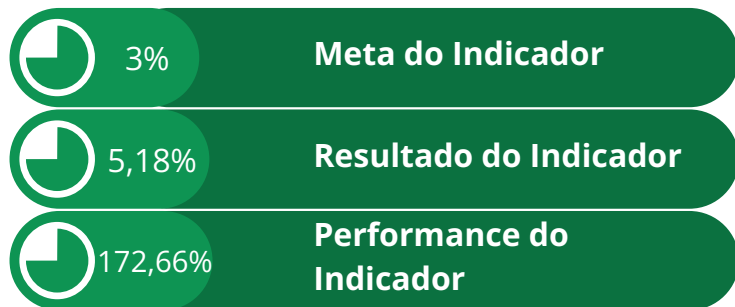 3%
Meta do Indicador
5,18%
Resultado do Indicador
172,66%
Performance do
Indicador